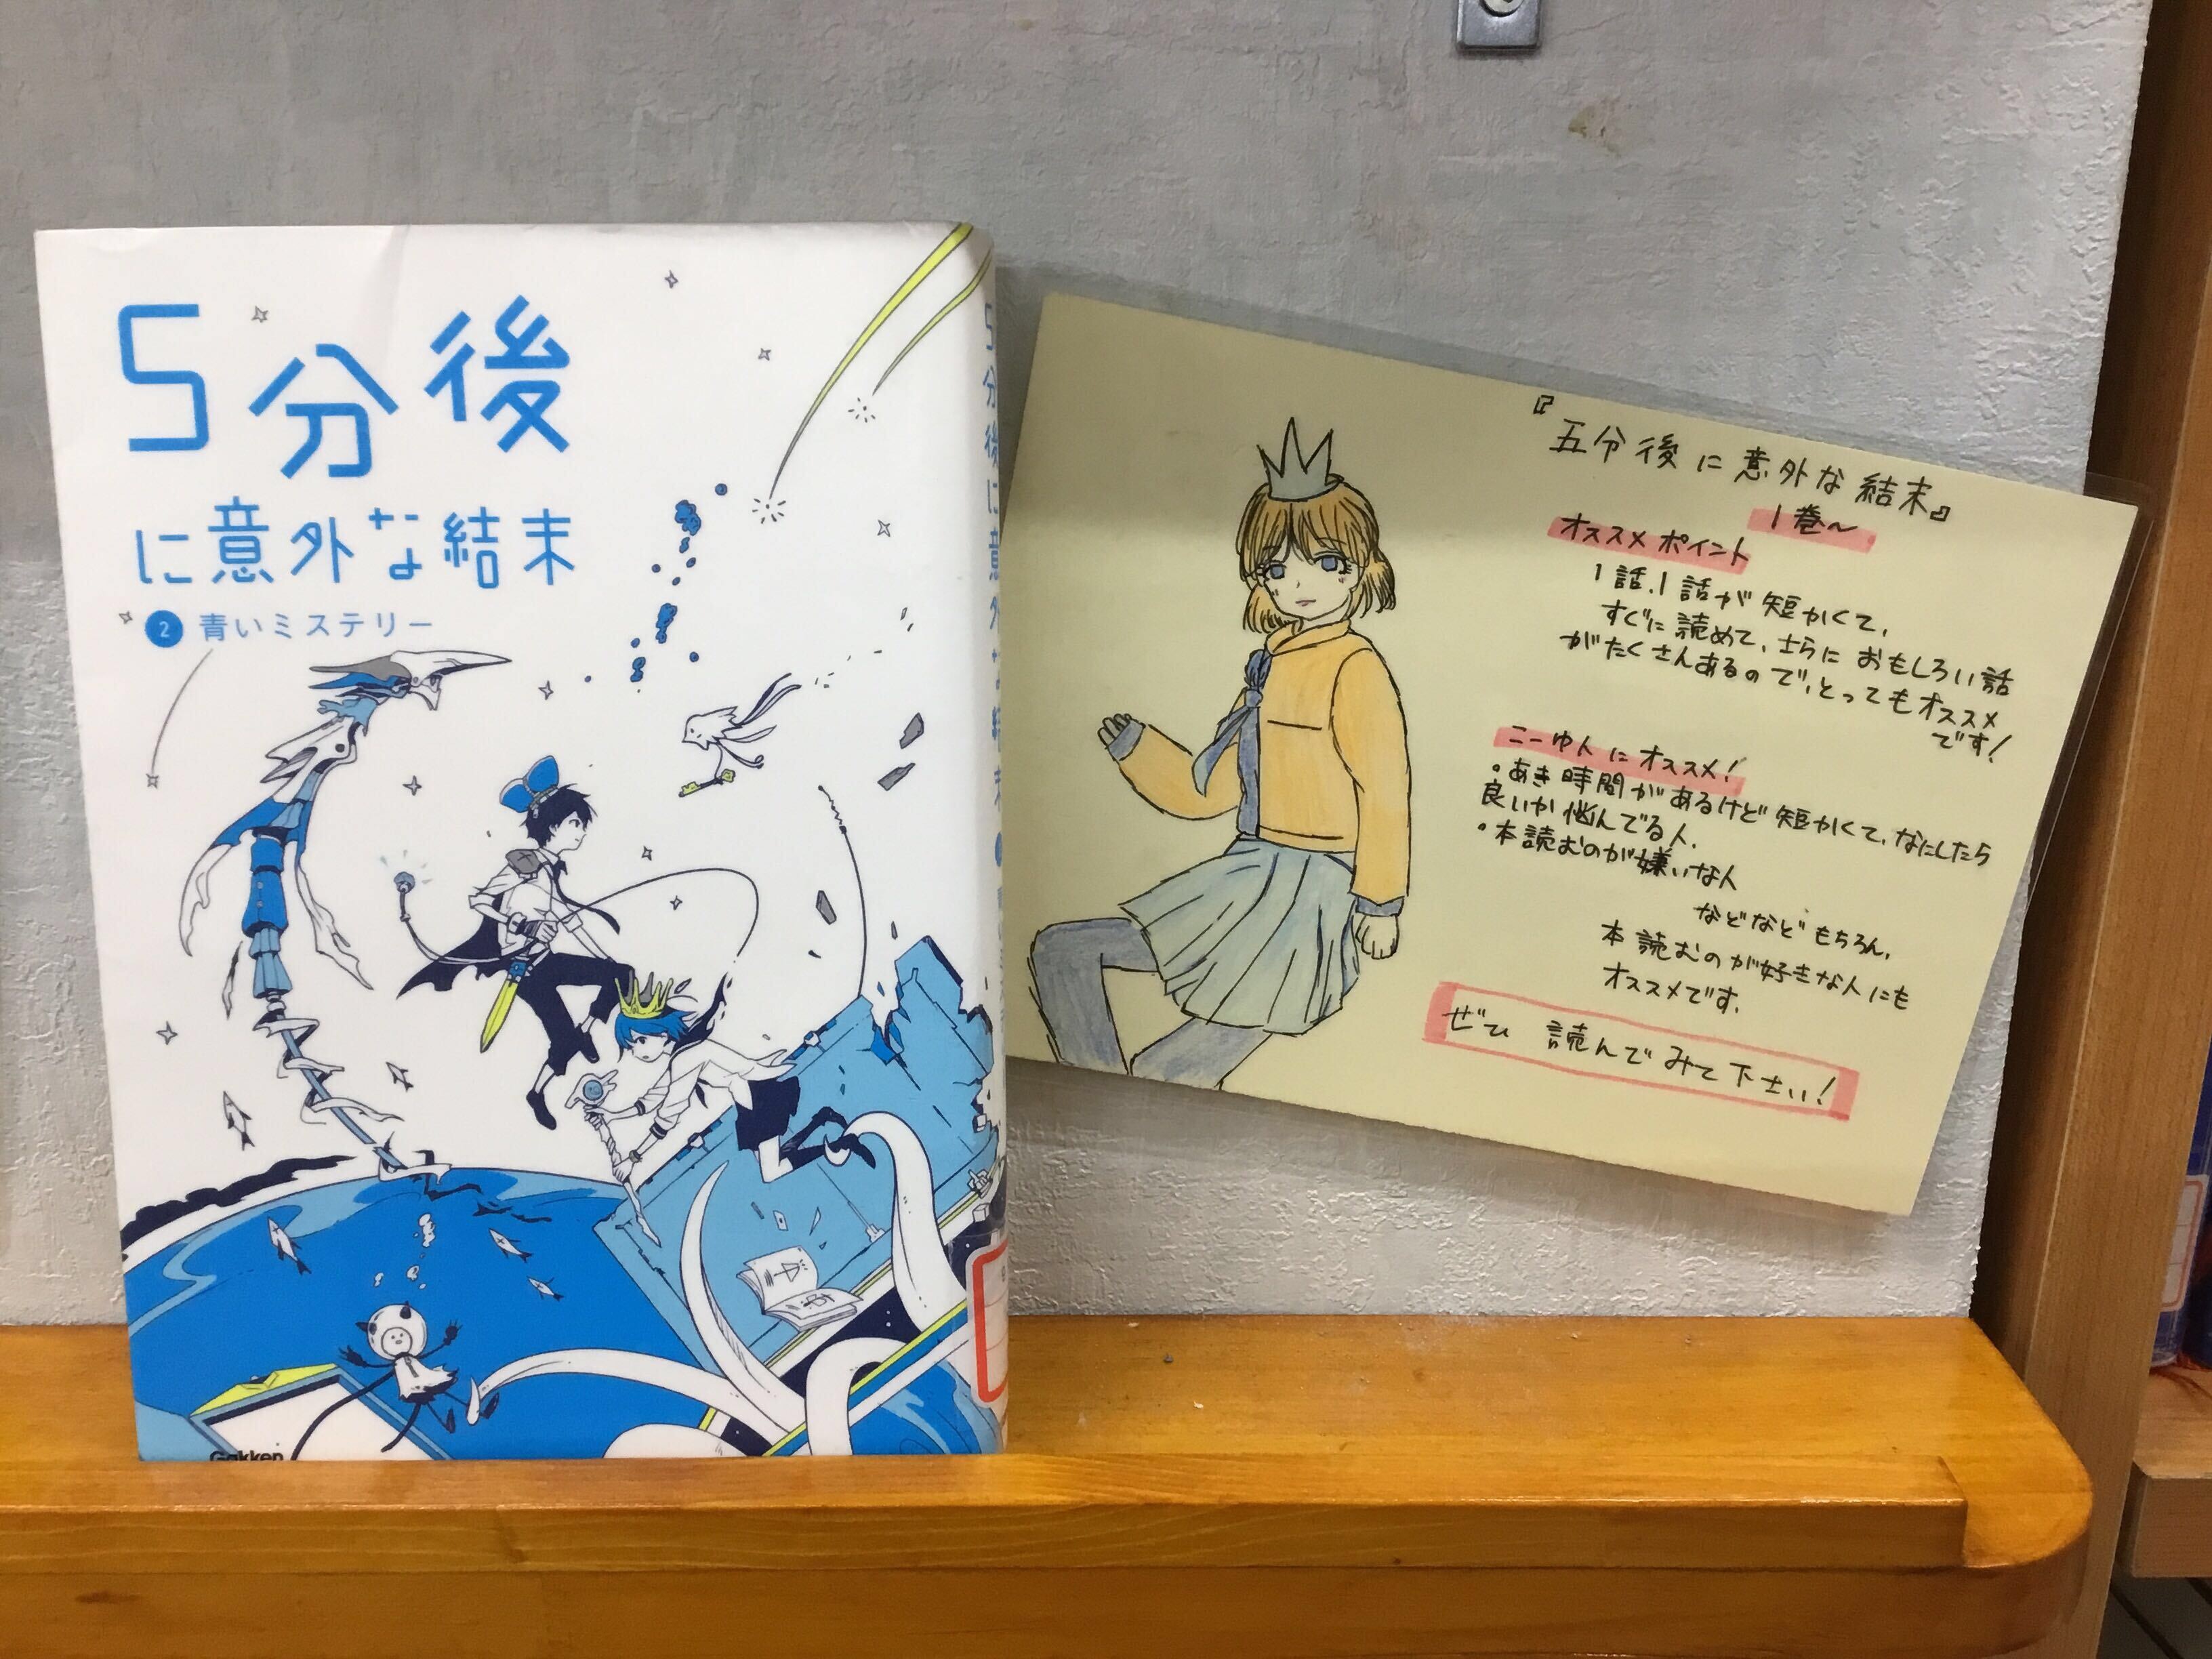 5分後
に意外な結末
2 青いミステリー
Gakken
5分後に意外な結末
『五分後に意外な結末』
1巻~
オススメポイント
1話.1話が短かくて、
すぐに読めて、さらにおもしろい話
がたくさんあるので、とってもオススメ
です!
こーゆ人にオススメ!
・あき時間があるけど短かくて、なにしたら
良いか悩んでる人.
・本読むのが嫌いな人
などなどもちろん、
本読むのが好きな人にも
オススメです.
ぜひ 読んでみて下さい!